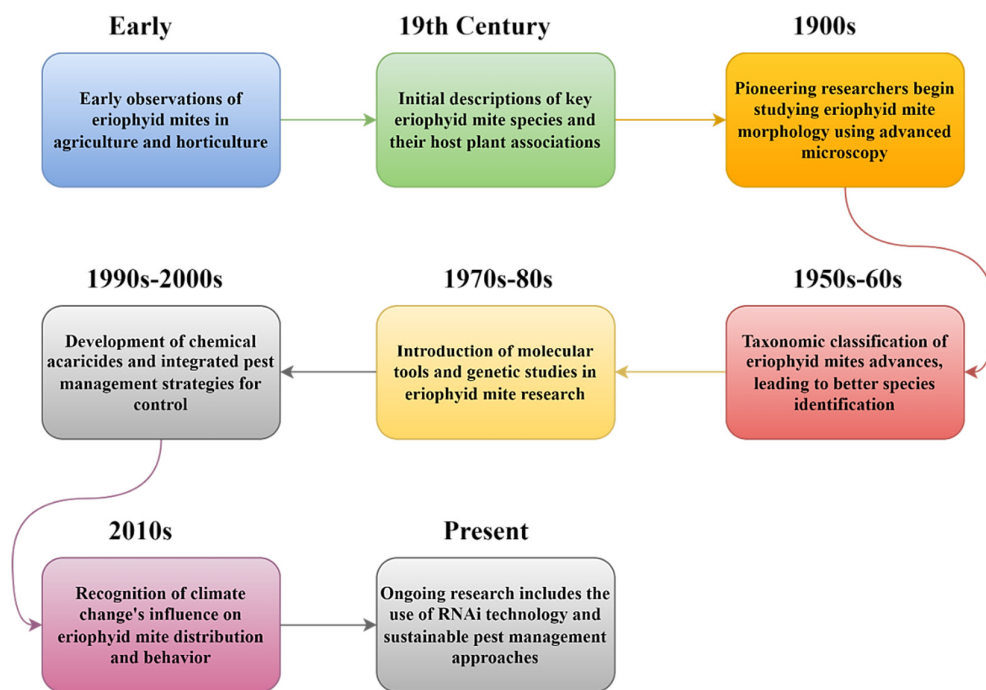 Early
Early observations of
eriophyid mites in
agriculture and horticulture
19th Century
Initial descriptions of key
eriophyid mite species and
their host plant associations
1900s
Pioneering researchers begin
studying eriophyid mite
morphology using advanced
microscopy
1950s-60s
Taxonomic classification of
eriophyid mites advances,
leading to better species
identification
1970s-80s
Introduction of molecular
tools and genetic studies in
eriophyid mite research
1990s-2000s
Development of chemical
acaricides and integrated pest
management strategies for
control
2010s
Recognition of climate
change's influence on
eriophyid mite distribution
and behavior
Present
Ongoing research includes the
use of RNAi technology and
sustainable pest management
approaches